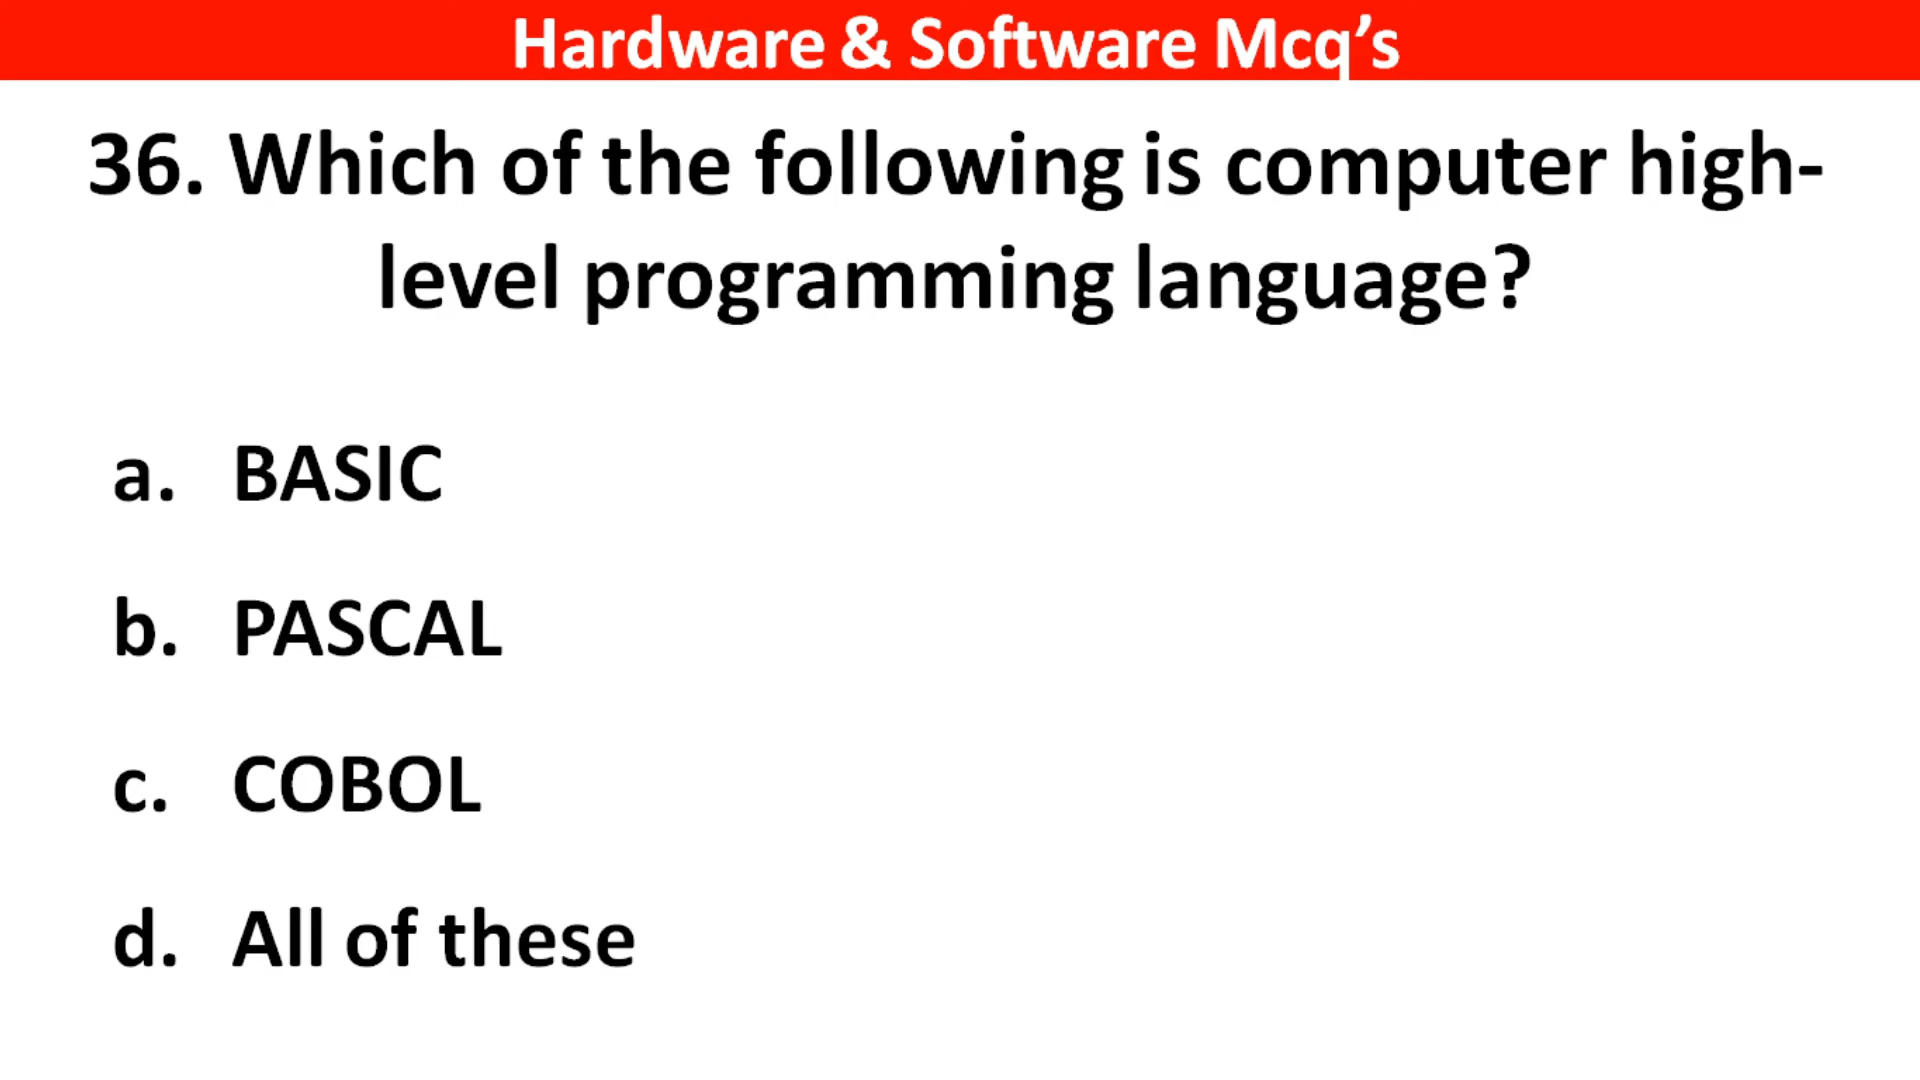 Hardware & Software Mcq’s
36. Which of the following is computer high-
level programming language?
a. BASIC
b. PASCAL
c. COBOL
d. All of these